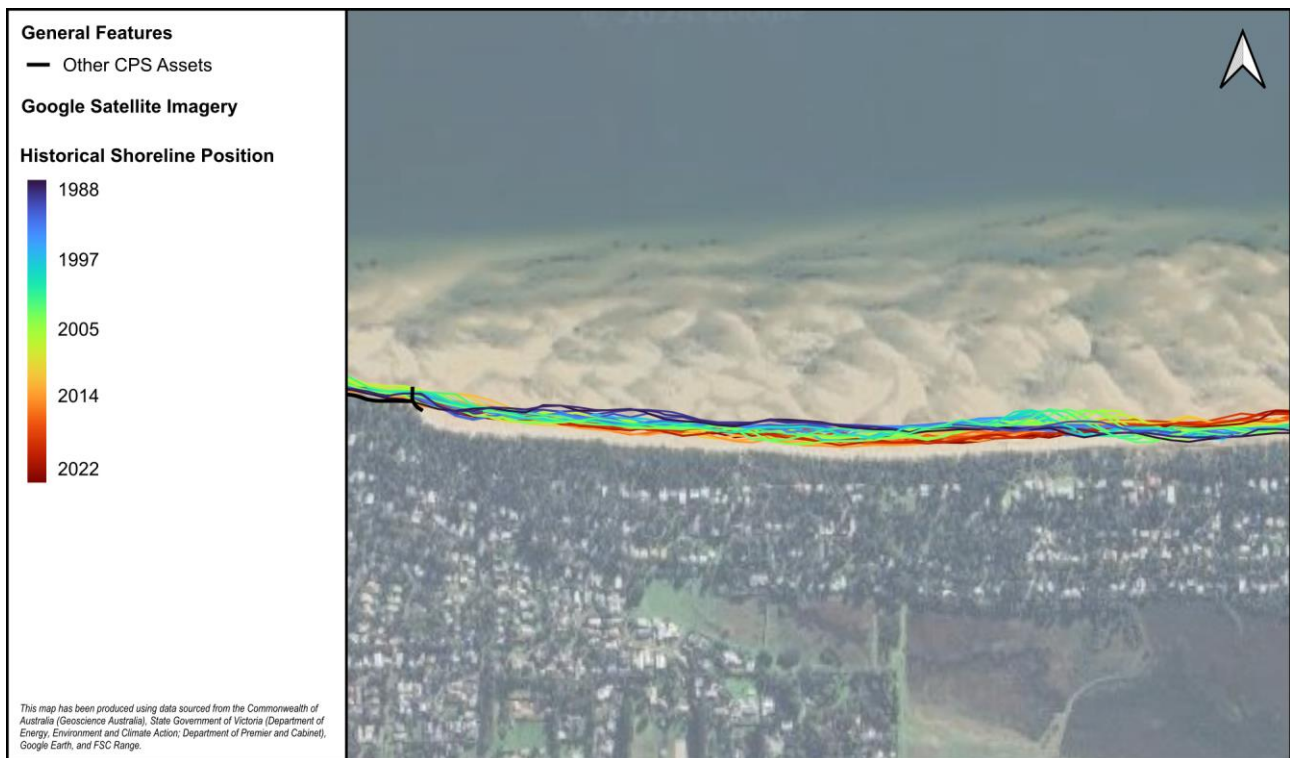 General Features
Other CPS Assets
Google Satellite Imagery
Historical Shoreline Position
1988
1997
2005
2014
2022
This map has been produced using data sourced from the Commonwealth of
Australia (Geoscience Australia), State Government of Victoria (Department of
Energy, Environment and Climate Action; Department of Premier and Cabinet),
Google Earth, and FSC Range.